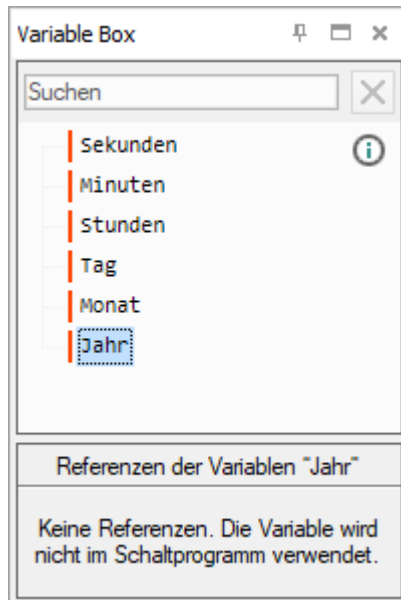 Variable Box
Suchen
Sekunden
Minuten
Stunden
Tag
Monat
Jahr
Referenzen der Variablen "Jahr"
Keine Referenzen. Die Variable wird
nicht im Schaltprogramm verwendet.